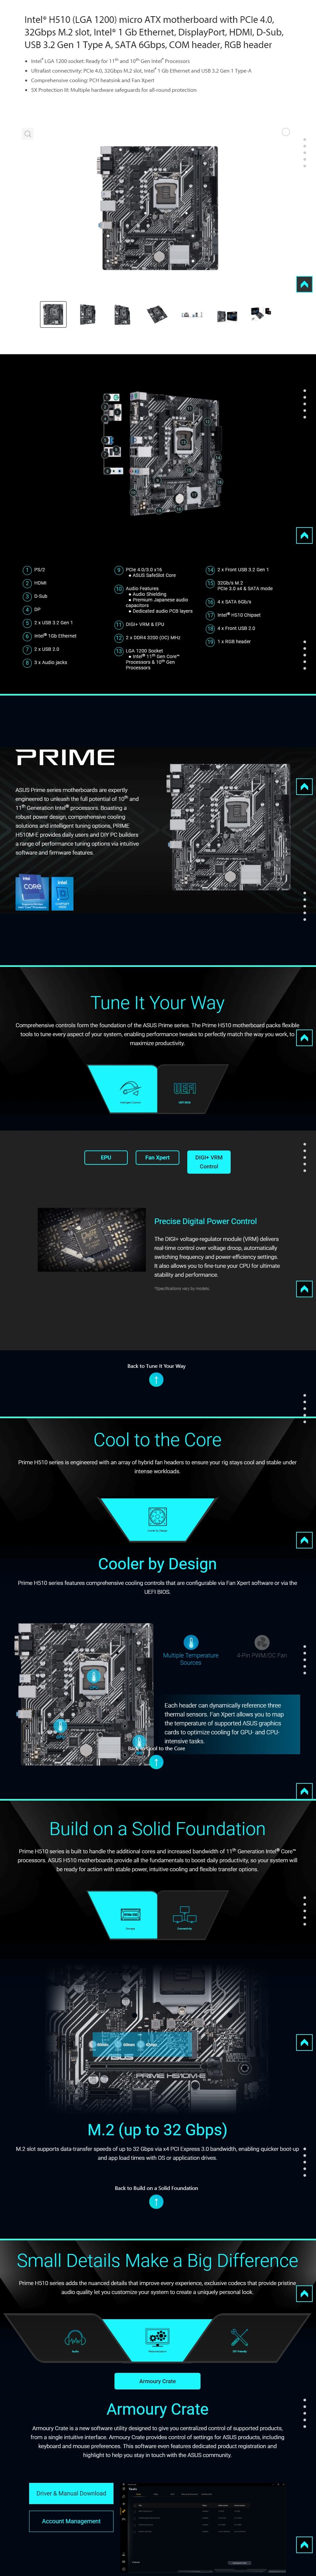 Intel® H510 (LGA 1200) micro ATX motherboard with PCIe 4.0,
32Gbps M.2 slot, Intel® 1 Gb Ethernet, DisplayPort, HDMI, D-Sub,
USB 3.2 Gen 1 Type A, SATA 6Gbps, COM header, RGB header
Intel® LGA 1200 socket: Ready for 11th and 10th Gen Intel® Processors
Ultrafast connectivity: PCIe 4.0, 32Gbps M.2 slot, Intel® 1 Gb Ethernet and USB 3.2 Gen 1 Type-A
Comprehensive cooling: PCH heatsink and Fan Xpert
5X Protection III: Multiple hardware safeguards for all-round protection
1 PS/2
2 HDMI
3 D-Sub
4 DP
5 2 x USB 3.2 Gen 1
6 Intel® 1Gb Ethernet
7 2 x USB 2.0
8 3 x Audio jacks
9 PCIe 4.0/3.0 x16
● ASUS SafeSlot Core
10 Audio Features
● Audio Shielding
● Premium Japanese audio
capacitors
● Dedicated audio PCB layers
11 DIGI+ VRM & EPU
12 2 x DDR4 3200 (OC) MHz
13 LGA 1200 Socket
● Intel® 11th Gen Core™
Processors & 10th Gen
Processors
14 2 x Front USB 3.2 Gen 1
15 32Gb/s M.2
PCIe 3.0 x4 & SATA mode
16 4 x SATA 6Gb/s
17 Intel® H510 Chipset
18 4 x Front USB 2.0
19 1 x RGB header
PRIME
ASUS Prime series motherboards are expertly
engineered to unleash the full potential of 10th and
11th Generation Intel® processors. Boasting a
robust power design, comprehensive cooling
solutions and intelligent tuning options, PRIME
H510M-E provides daily users and DIY PC builders
a range of performance tuning options via intuitive
software and firmware features.
intel
CORE
intel
Tune It Your Way
Comprehensive controls form the foundation of the ASUS Prime series. The Prime H510 motherboard packs flexible
tools to tune every aspect of your system, enabling performance tweaks to perfectly match the way you work, to
maximize productivity.
Intelligent Control
UEFI
UEFI BIOS
EPU
Fan Xpert
DIGI+ VRM
Control
Precise Digital Power Control
The DIGI+ voltage-regulator module (VRM) delivers
real-time control over voltage droop, automatically
switching frequency and power-efficiency settings.
It also allows you to fine-tune your CPU for ultimate
stability and performance.
*Specifications vary by models.
Back to Tune It Your Way
Cool to the Core
Prime H510 series is engineered with an array of hybrid fan headers to ensure your rig stays cool and stable under
intense workloads.
Cooler by Design
Cooler by Design
Prime H510 series features comprehensive cooling controls that are configurable via Fan Xpert software or via the
UEFI BIOS.
Multiple Temperature
Sources
4-Pin PWM/DC Fan
Each header can dynamically reference three
thermal sensors. Fan Xpert allows you to map
the temperature of supported ASUS graphics
cards to optimize cooling for GPU- and CPU-
intensive tasks.
Back to Cool to the Core
Build on a Solid Foundation
Prime H510 series is built to handle the additional cores and increased bandwidth of 11th Generation Intel® Core™
processors. ASUS H510 motherboards provide all the fundamentals to boost daily productivity, so your system will
be ready for action with stable power, intuitive cooling and flexible transfer options.
Storage
Connectivity
80mm
60mm
42mm
PRIME H510M-E
M.2 (up to 32 Gbps)
M.2 slot supports data transfer speeds of up to 32 Gbps via x4 PCI Express 3.0 bandwidth, enabling quicker boot-up
and app load times with OS or application drives.
Back to Build on a Solid Foundation
Small Details Make a Big Difference
Prime H510 series adds the nuanced details that improve every experience, exclusive codecs that provide pristine
audio quality let you customize your system to create a uniquely personal look.
Audio
Personalization
DIY Friendly
Armoury Crate
Armoury Crate
Armoury Crate is a new software utility designed to give you centralized control of supported products,
from a single intuitive interface. Armoury Crate provides control of settings for ASUS products, including
keyboard and mouse preferences. This software even features dedicated product registration and
highlight to help you stay in touch with the ASUS community.
Driver & Manual Download
Account Management